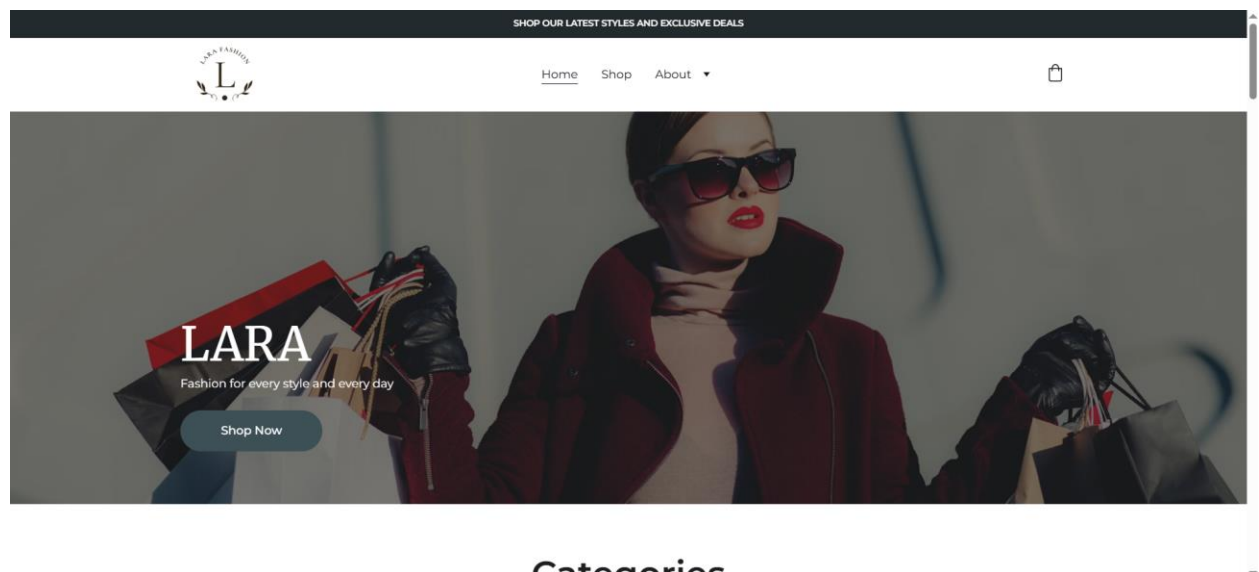 SHOP OUR LATEST STYLES AND EXCLUSIVE DEALS
LARA FASHION
L
Home Shop About
LARA
Fashion for every style and every day
Shop Now
Categories